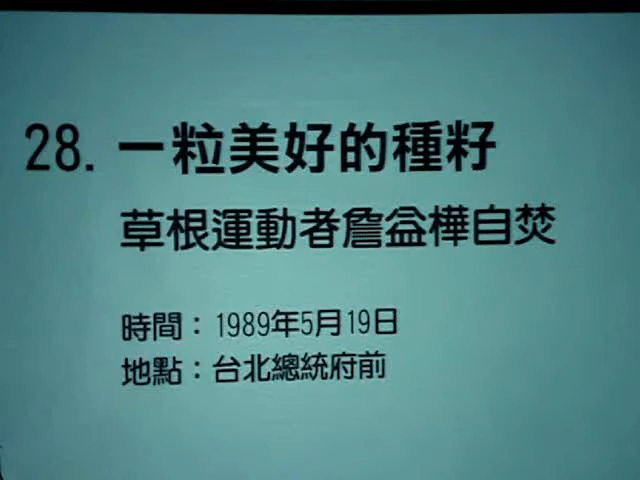 28. 一粒美好的種籽
草根運動者詹益樺自焚
時間：1989年5月19日
地點：台北總統府前